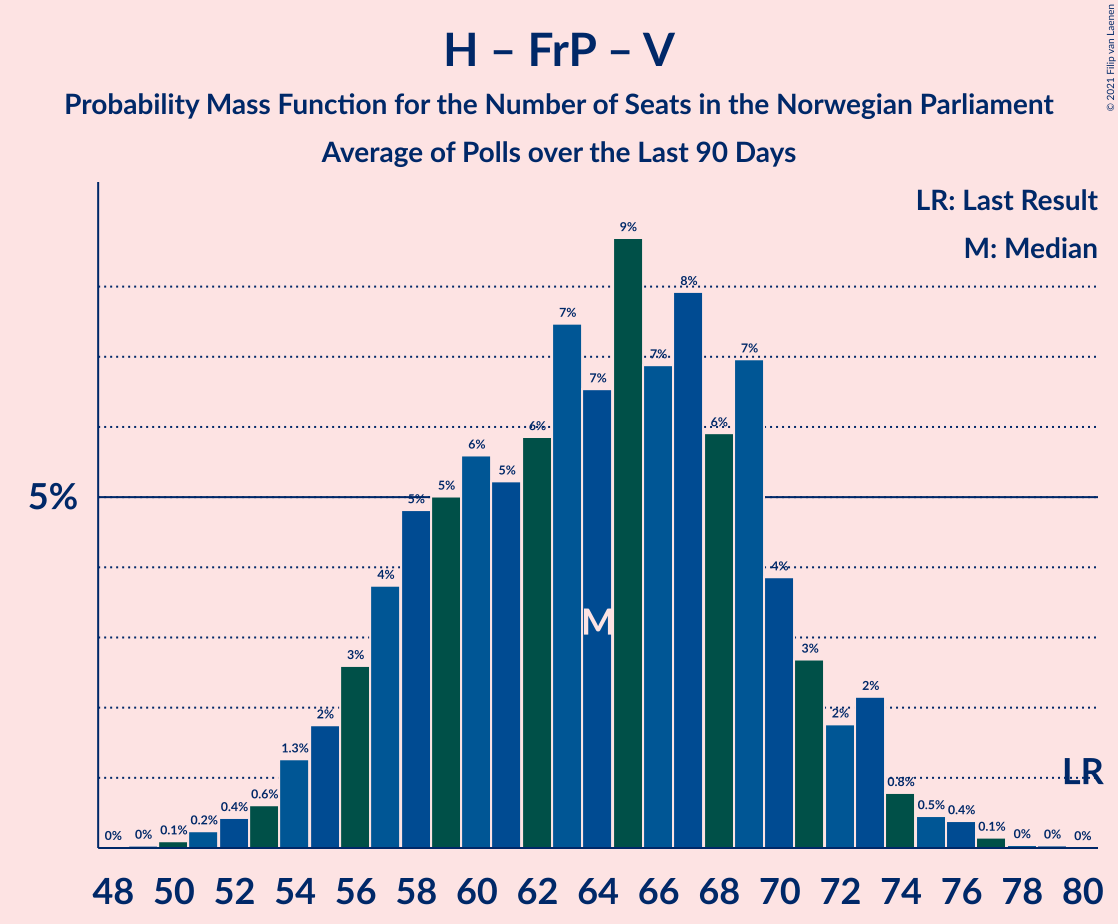 H – FrP – V
Probability Mass Function for the Number of Seats in the Norwegian Parliament
Average of Polls over the Last 90 Days
© 2021 Filip van Laenen
LR: Last Result
M: Median
5%
0% 0% 0.1% 0.2% 0.4% 0.6% 1.3% 2% 3% 4% 5% 5% 6% 5% 6% 7% 7% 9% 7% 8% 6% 7% 4% 3% 2% 2% 0.8% 0.5% 0.4% 0.1% 0% 0% 0%
M
LR
48 50 52 54 56 58 60 62 64 66 68 70 72 74 76 78 80